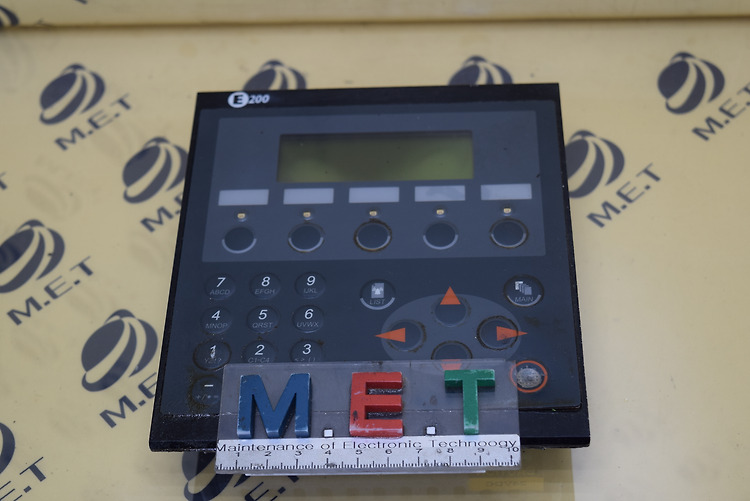 M.E.T
M.E.T
E200
M.E.T
7 8 9
ABCD EFGH IJKL
LIST
MAIN
4 5 6
MNOP QRST UVWX
1 2 3
M.E.T
Maintenance of Electronic Technoogy
1 2 3 4 5 6 7 8 9 10
M.E.T
M.E.T
M.E.T
M.E.T